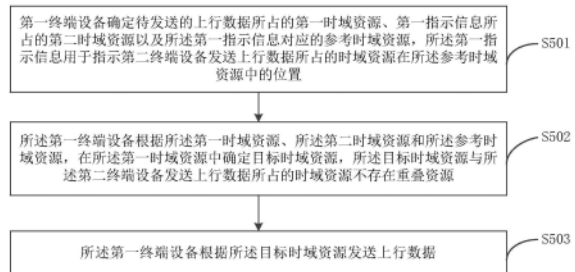 第一终端设备确定待发送的上行数据所占的第一时域资源、第一指示信息所
占的第二时域资源以及所述第一指示信息对应的参考时域资源，所述第一指
示信息用于指示第二终端设备发送上行数据所占的时域资源在所述参考时域
资源中的位置
S501
所述第一终端设备根据所述第一时域资源、所述第二时域资源和所述参考时
域资源，在所述第一时域资源中确定目标时域资源，所述目标时域资源与所
述第二终端设备发送上行数据所占的时域资源不存在重叠资源
S502
所述第一终端设备根据所述目标时域资源发送上行数据
S503